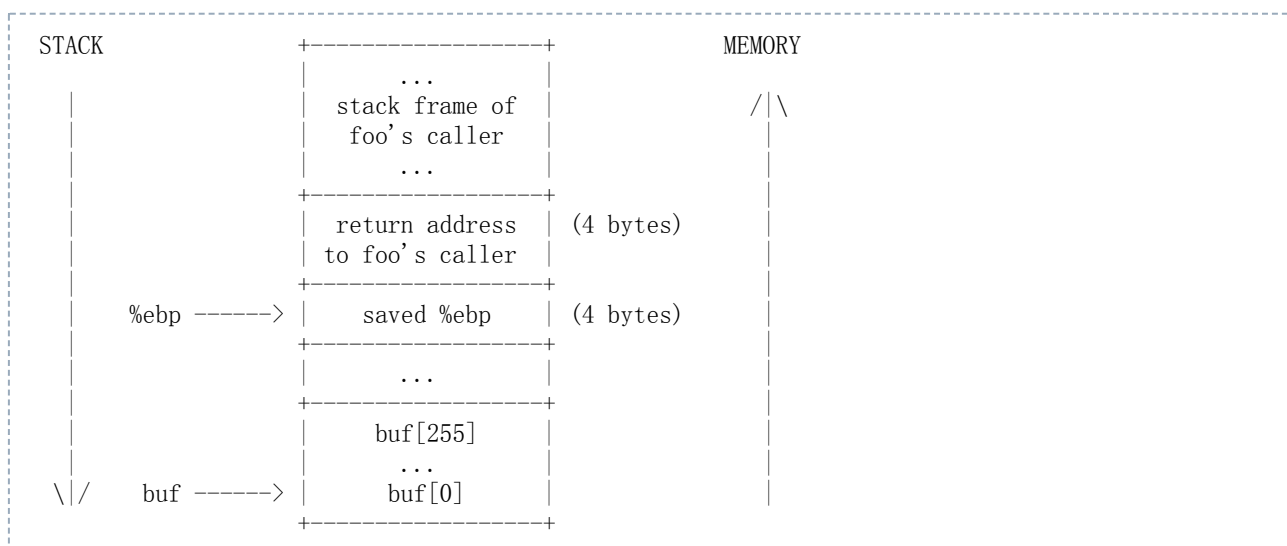 STACK MEMORY
...
stack frame of
foo's caller
...
return address (4 bytes)
to foo's caller
%ebp ------> saved %ebp (4 bytes)
...
buf[255]
...
buf ------> buf[0]